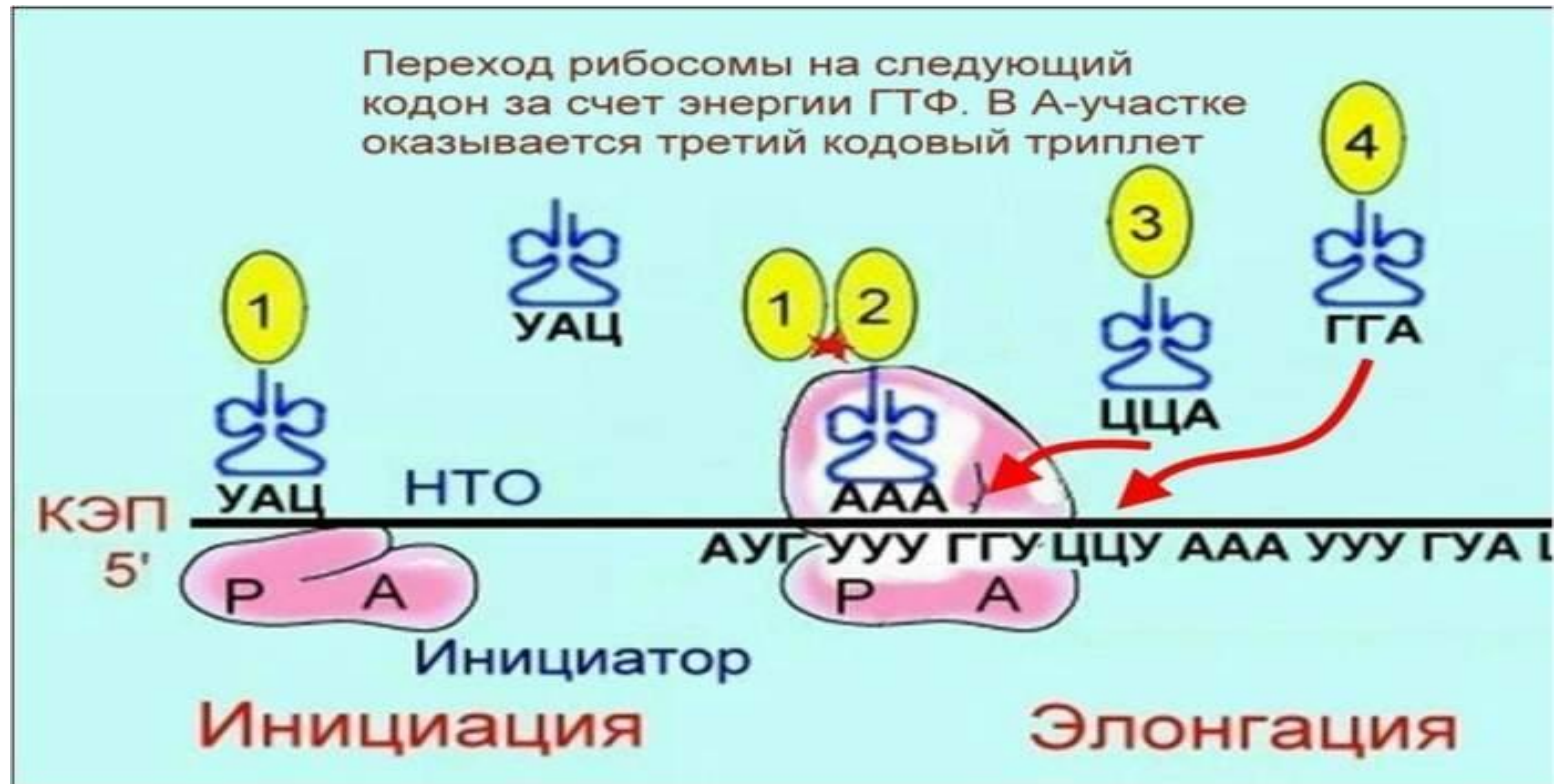 Переход рибосомы на следующий
кодон за счет энергии ГТФ. В А-участке
оказывается третий кодовый триплет
4
3
1
1 2
УАЦ
ГГА
ЦЦА
УАЦ
НТО
ААА
КЭП
5'
АУГ УУУ ГГУ ЦЦУ ААА УУУ ГУА
Р А
Р А
Инициатор
Инициация
Элонгация